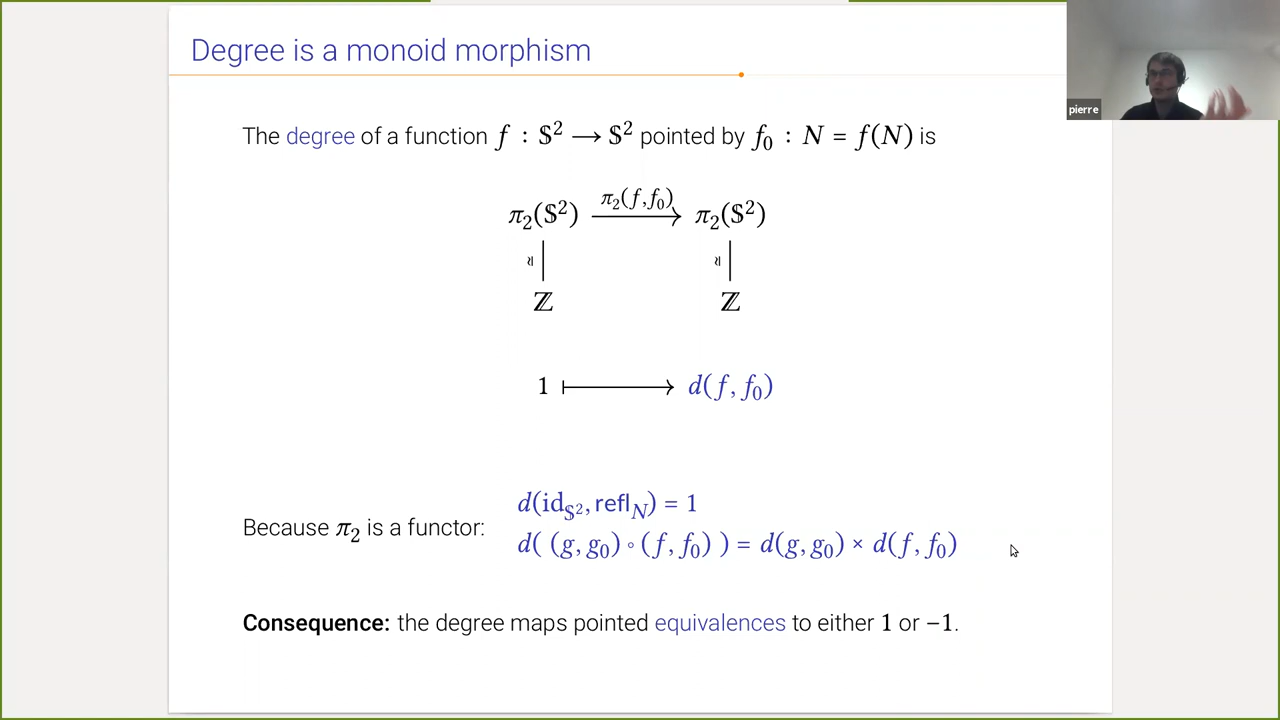 Degree is a monoid morphism
pierre
The degree of a function f : 𝕊² → 𝕊² pointed by f₀ : N = f(N) is
π₂(f,f₀)
π₂(𝕊²) ⟶ π₂(𝕊²)
≃ ≃
ℤ ℤ
1 ⟼ d(f, f₀)
d(id_𝕊², refl_N) = 1
Because π₂ is a functor:
d( (g, g₀) ∘ (f, f₀) ) = d(g, g₀) × d(f, f₀)
Consequence: the degree maps pointed equivalences to either 1 or −1.